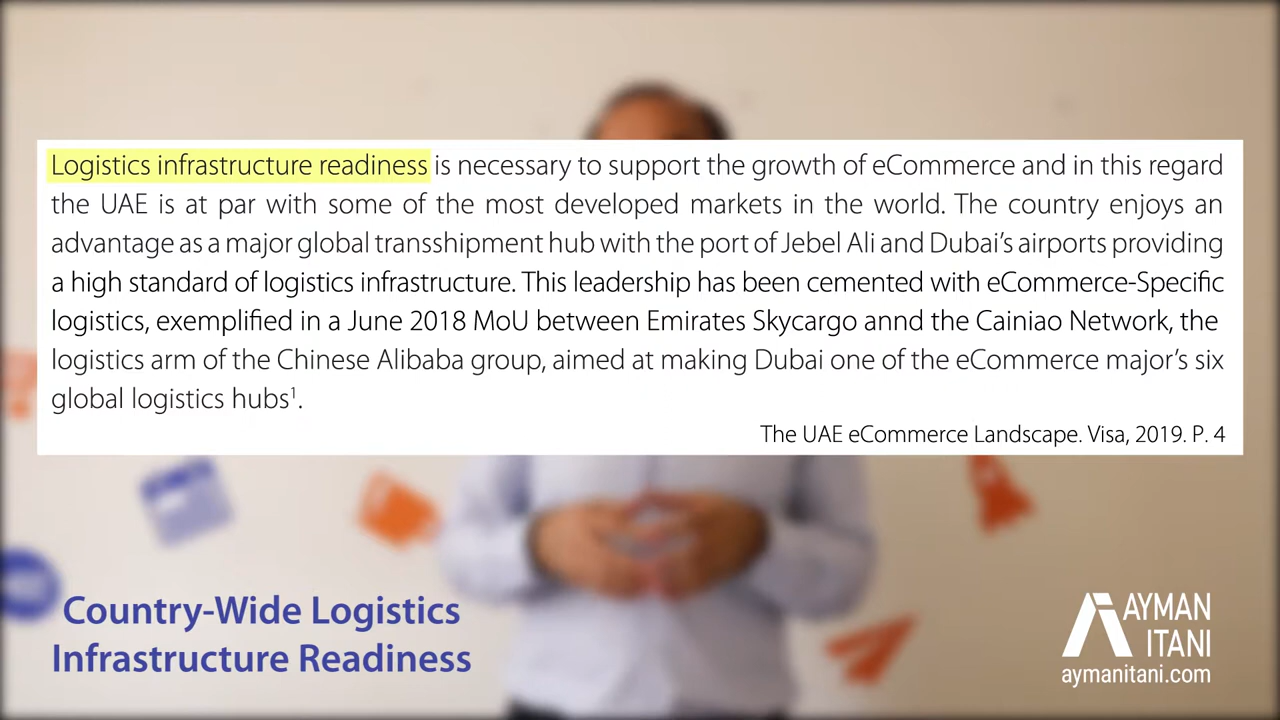 Logistics infrastructure readiness is necessary to support the growth of eCommerce and in this regard
the UAE is at par with some of the most developed markets in the world. The country enjoys an
advantage as a major global transshipment hub with the port of Jebel Ali and Dubai’s airports providing
a high standard of logistics infrastructure. This leadership has been cemented with eCommerce-Specific
logistics, exemplified in a June 2018 MoU between Emirates Skycargo annd the Cainiao Network, the
logistics arm of the Chinese Alibaba group, aimed at making Dubai one of the eCommerce major’s six
global logistics hubs¹.
The UAE eCommerce Landscape. Visa, 2019. P. 4
Country-Wide Logistics
Infrastructure Readiness
AYMAN
ITANI
aymanitani.com